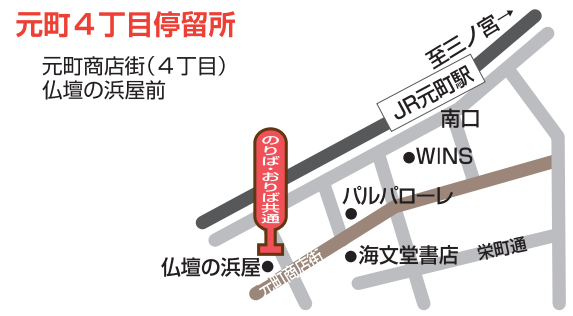 元町４丁目停留所
元町商店街（４丁目）
仏壇の浜屋前
至三ノ宮→
JR元町駅
南口
WINS
のりば・おりば共通
パルパローレ
海文堂書店
栄町通
仏壇の浜屋
元町商店街